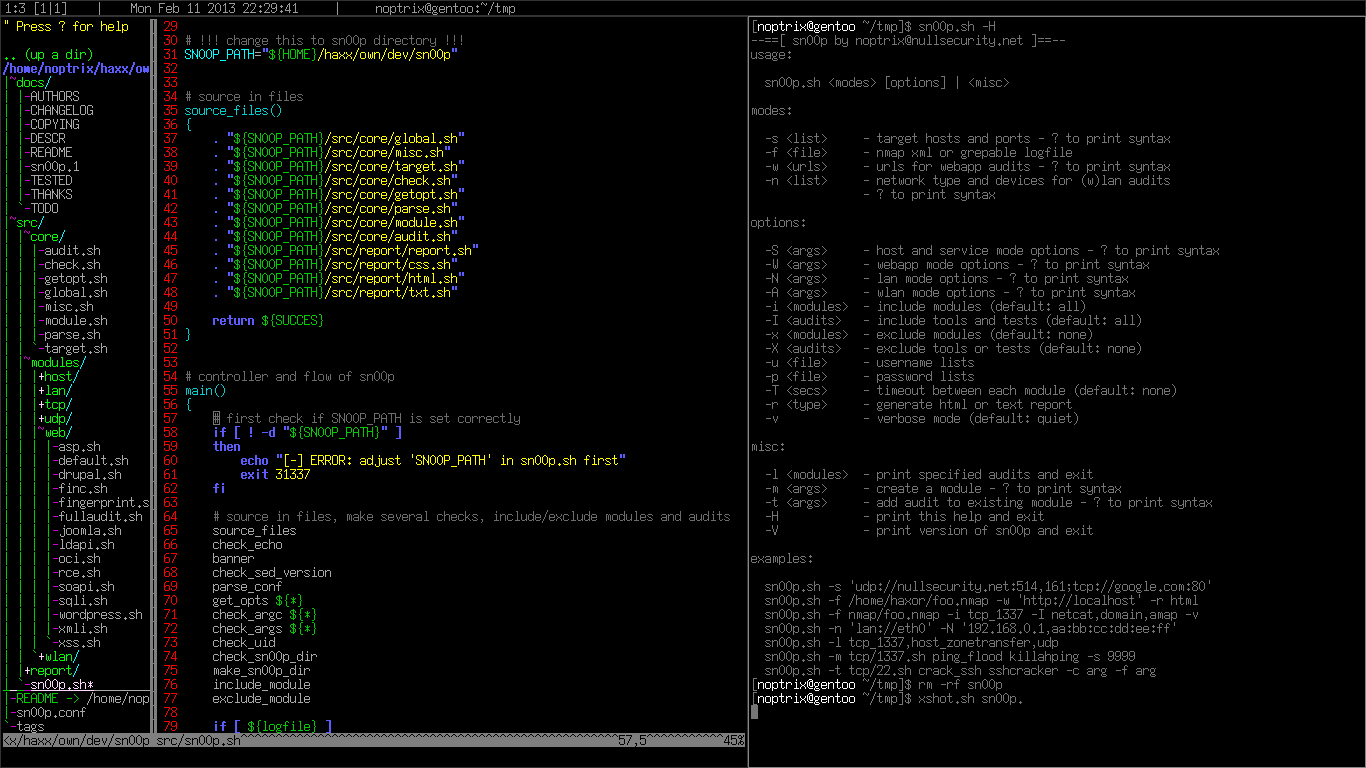 1:3 [1|1]    |    Mon Feb 11 2013 22:29:41    |    noptrix@gentoo:~/tmp
" Press ? for help
.. (up a dir)
/home/noptrix/haxx/ow
~docs/
-AUTHORS
-CHANGELOG
-COPYING
-DESCR
-README
-sn00p.1
-TESTED
-THANKS
-TODO
~src/
~core/
-audit.sh
-check.sh
-getopt.sh
-global.sh
-misc.sh
-module.sh
-parse.sh
-target.sh
~modules/
+host/
+lan/
+tcp/
+udp/
~web/
-asp.sh
-default.sh
-drupal.sh
-finc.sh
-fingerprint.s
-fullaudit.sh
-joomla.sh
-ldapi.sh
-oci.sh
-rce.sh
-soapi.sh
-sqli.sh
-wordpress.sh
-xmli.sh
-xss.sh
+wlan/
+report/
-sn00p.sh*
-README -> /home/nop
-sn00p.conf
-tags
29
30 # !!! change this to sn00p directory !!!
31 SN00P_PATH="${HOME}/haxx/own/dev/sn00p"
32
33
34 # source in files
35 source_files()
36 {
37     . "${SN00P_PATH}/src/core/global.sh"
38     . "${SN00P_PATH}/src/core/misc.sh"
39     . "${SN00P_PATH}/src/core/target.sh"
40     . "${SN00P_PATH}/src/core/check.sh"
41     . "${SN00P_PATH}/src/core/getopt.sh"
42     . "${SN00P_PATH}/src/core/parse.sh"
43     . "${SN00P_PATH}/src/core/module.sh"
44     . "${SN00P_PATH}/src/core/audit.sh"
45     . "${SN00P_PATH}/src/report/report.sh"
46     . "${SN00P_PATH}/src/report/css.sh"
47     . "${SN00P_PATH}/src/report/html.sh"
48     . "${SN00P_PATH}/src/report/txt.sh"
49
50     return ${SUCCES}
51 }
52
53
54 # controller and flow of sn00p
55 main()
56 {
57     # first check if SN00P_PATH is set correctly
58     if [ ! -d "${SN00P_PATH}" ]
59     then
60         echo "[-] ERROR: adjust 'SN00P_PATH' in sn00p.sh first"
61         exit 31337
62     fi
63
64     # source in files, make several checks, include/exclude modules and audits
65     source_files
66     check_echo
67     banner
68     check_sed_version
69     parse_conf
70     get_opts ${*}
71     check_argc ${*}
72     check_args ${*}
73     check_uid
74     check_sn00p_dir
75     make_sn00p_dir
76     include_module
77     exclude_module
78
79     if [ ${logfile} ]
<x/haxx/own/dev/sn00p src/sn00p.sh    57,5    45%
[noptrix@gentoo ~/tmp]$ sn00p.sh -H
--==[ sn00p by noptrix@nullsecurity.net ]==--
usage:
sn00p.sh <modes> [options] | <misc>
modes:
-s <list>     - target hosts and ports - ? to print syntax
-f <file>     - nmap xml or grepable logfile
-w <urls>     - urls for webapp audits - ? to print syntax
-n <list>     - network type and devices for (w)lan audits
- ? to print syntax
options:
-S <args>     - host and service mode options - ? to print syntax
-W <args>     - webapp mode options - ? to print syntax
-N <args>     - lan mode options - ? to print syntax
-A <args>     - wlan mode options - ? to print syntax
-i <modules>  - include modules (default: all)
-I <audits>   - include tools and tests (default: all)
-x <modules>  - exclude modules (default: none)
-X <audits>   - exclude tools or tests (default: none)
-u <file>     - username lists
-p <file>     - password lists
-T <secs>     - timeout between each module (default: none)
-r <type>     - generate html or text report
-v            - verbose mode (default: quiet)
misc:
-l <modules>  - print specified audits and exit
-m <args>     - create a module - ? to print syntax
-t <args>     - add audit to existing module - ? to print syntax
-H            - print this help and exit
-V            - print version of sn00p and exit
examples:
sn00p.sh -s 'udp://nullsecurity.net:514,161;tcp://google.com:80'
sn00p.sh -f /home/haxor/foo.nmap -w 'http://localhost' -r html
sn00p.sh -f nmap/foo.nmap -i tcp_1337 -I netcat,domain,amap -v
sn00p.sh -n 'lan://eth0' -N '192.168.0.1,aa:bb:cc:dd:ee:ff'
sn00p.sh -l tcp_1337,host_zonetransfer,udp
sn00p.sh -m tcp/1337.sh ping_flood killahping -s 9999
sn00p.sh -t tcp/22.sh crack_ssh sshcracker -c arg -f arg
[noptrix@gentoo ~/tmp]$ rm -rf sn00p
[noptrix@gentoo ~/tmp]$ xshot.sh sn00p.